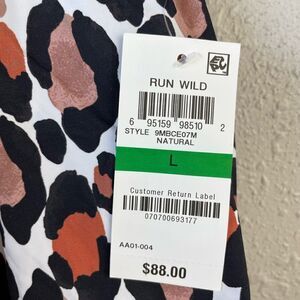 RUN WILD
6 95159 98510 2
STYLE 9MBCE07M
NATURAL
L
Customer Return Label
070700693177
AA01-004
$88.00